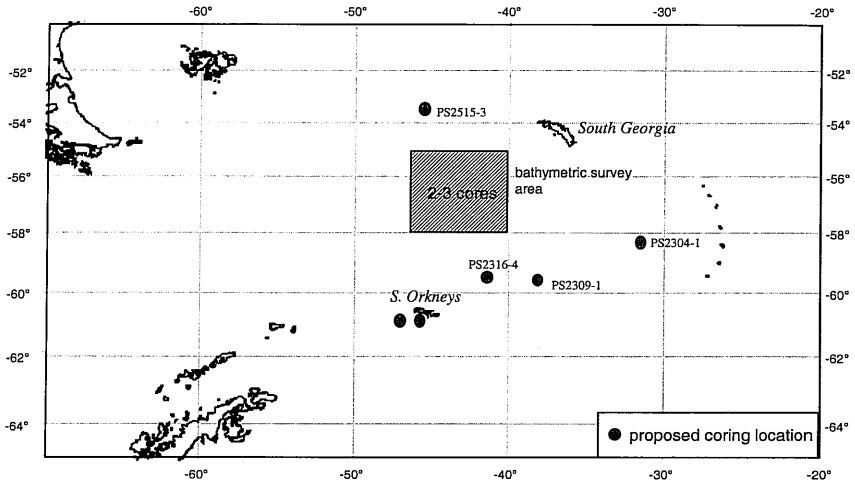 -60° -50° -40° -30° -20°
-52° -52°
PS2515-3
-54° -54°
South Georgia
bathymetric survey
area
-56° -56°
2-3 cores
-58° -58°
PS2304-1
PS2316-4
PS2309-1
S. Orkneys
-60° -60°
-62° -62°
-64° -64°
proposed coring location
-60° -50° -40° -30° -20°